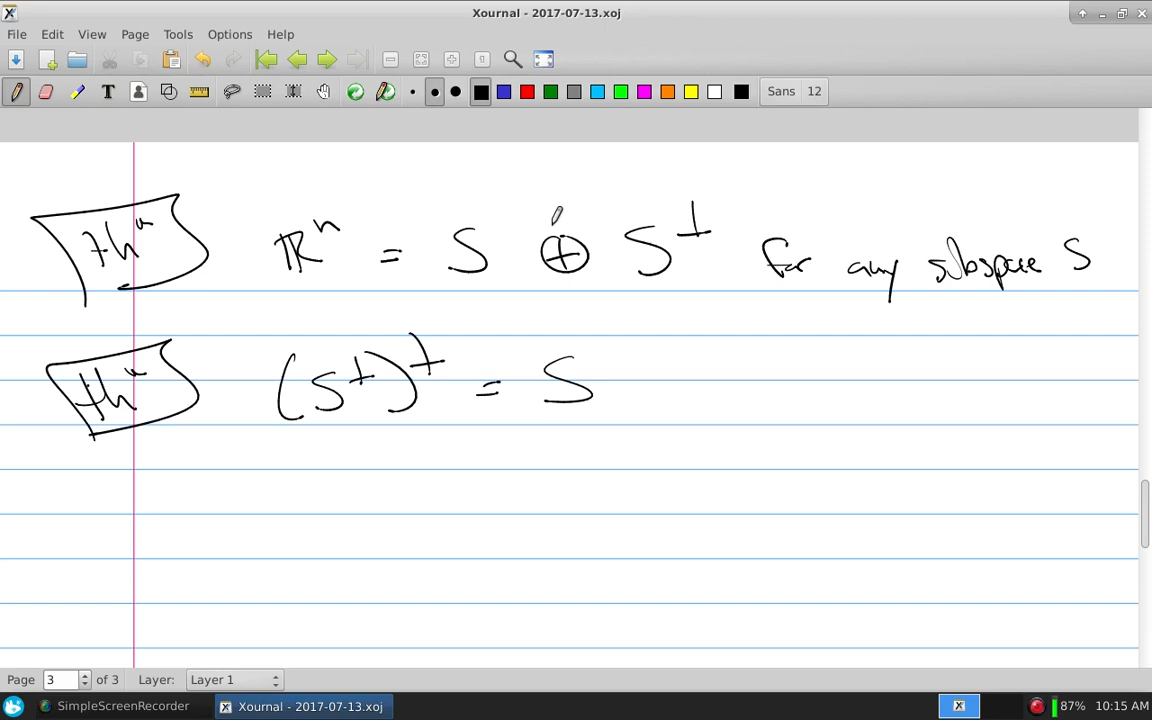 Xournal - 2017-07-13.xoj
File Edit View Page Tools Options Help
Sans 12
thm ℝⁿ = S ⊕ S^⊥ for any subspace S
thm (S^⊥)^⊥ = S
Page 3 of 3 Layer: Layer 1
SimpleScreenRecorder Xournal - 2017-07-13.xoj 87% 10:15 AM